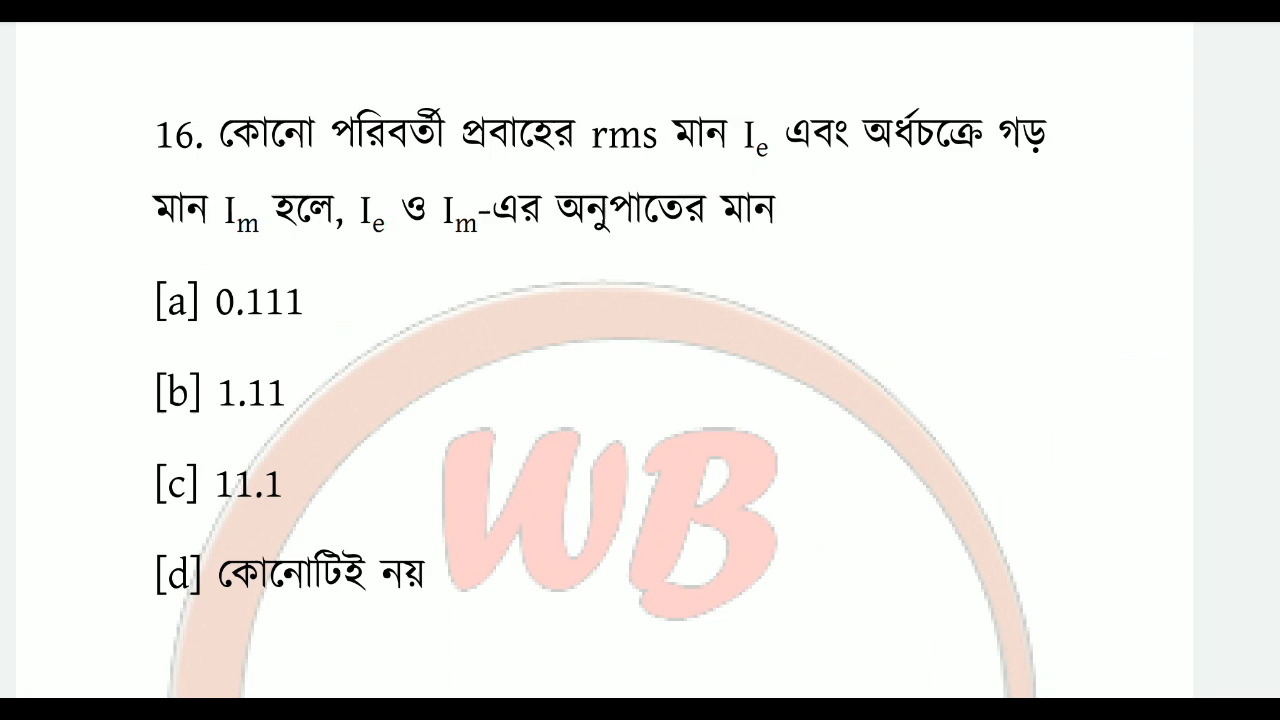 16. কোনো পরিবর্তী প্রবাহের rms মান Iₑ এবং অর্ধচক্রে গড়
মান Iₘ হলে, Iₑ ও Iₘ-এর অনুপাতের মান
[a] 0.111
[b] 1.11
[c] 11.1
[d] কোনোটিই নয়
WB